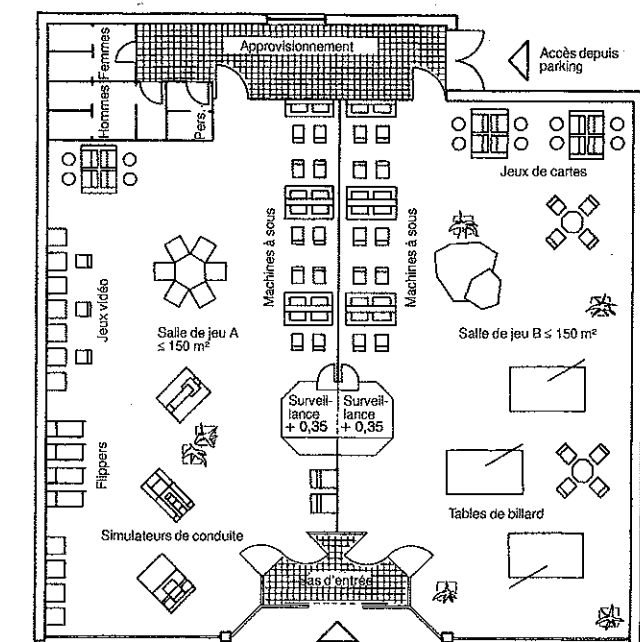 Femmes
Hommes
Pers.
Approvisionnement
Accès depuis
parking
Jeux de cartes
Machines à sous
Machines à sous
Jeux vidéo
Salle de jeu A
≤ 150 m²
Salle de jeu B ≤ 150 m²
Surveil-
lance
+ 0,35
Surveil-
lance
+ 0,35
Flippers
Simulateurs de conduite
Tables de billard
Sas d'entrée